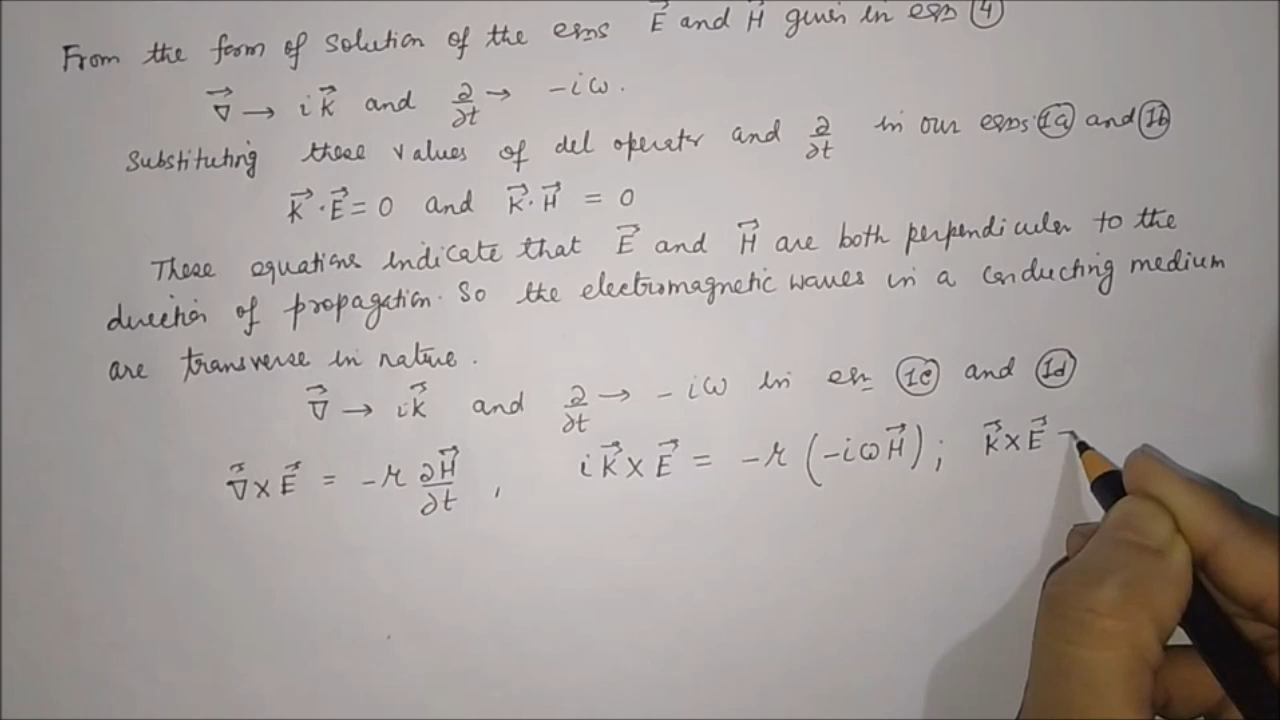 From the form of solution of the eqns E⃗ and H⃗ given in eqn (4)
∇⃗ → i k⃗ and ∂/∂t → -iω.
Substituting these values of del operator and ∂/∂t in our eqns (1a) and (1b)
K⃗ · E⃗ = 0 and K⃗ · H⃗ = 0
These equations indicate that E⃗ and H⃗ are both perpendicular to the
direction of propagation. So the electromagnetic waves in a conducting medium
are transverse in nature.
∇⃗ → i k⃗ and ∂/∂t → -iω in eqn (1c) and (1d)
∇⃗ × E⃗ = -μ ∂H⃗/∂t , i K⃗ × E⃗ = -μ (-iωH⃗) ; K⃗ × E⃗